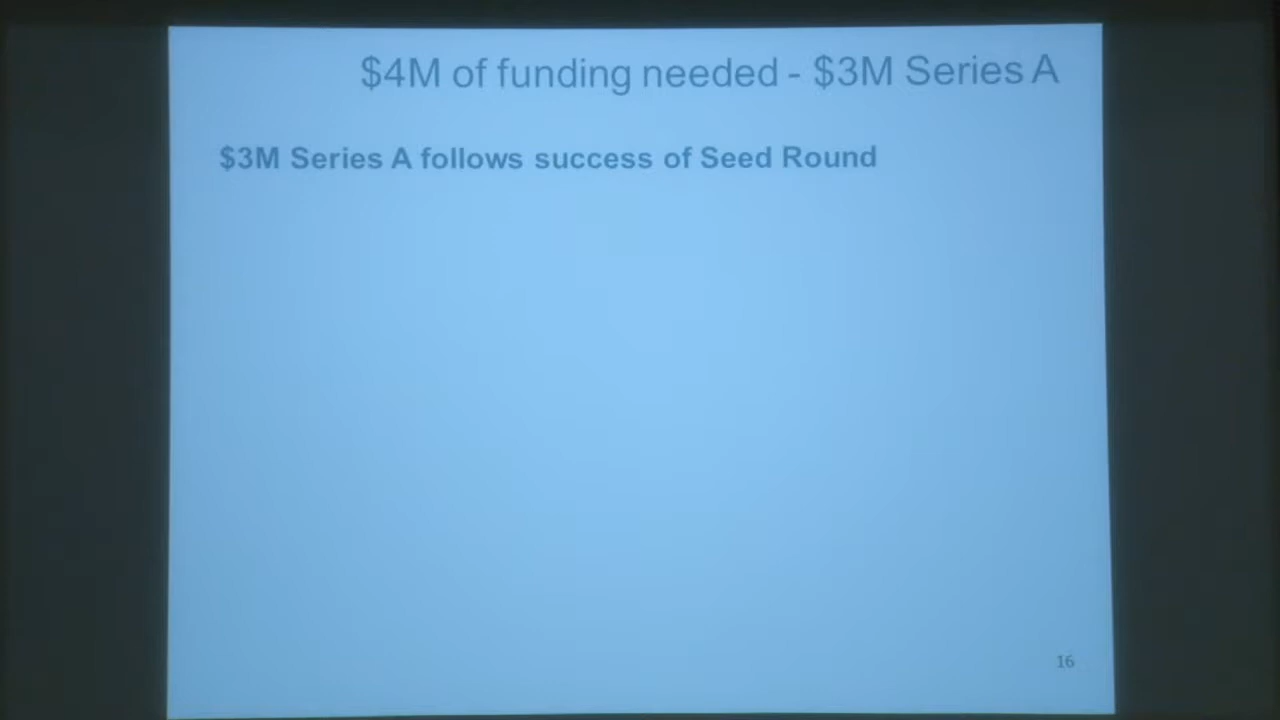 $4M of funding needed - $3M Series A
$3M Series A follows success of Seed Round
16